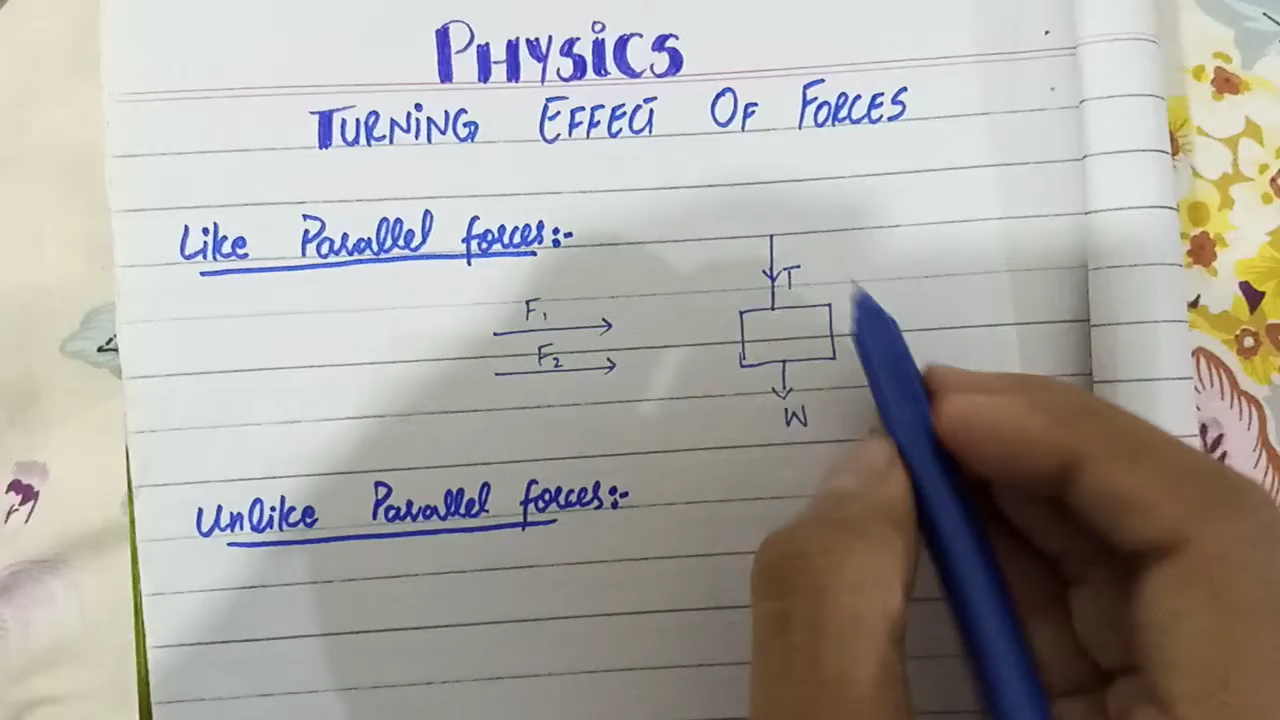 PHYSICS
TURNING EFFECT OF FORCES
Like Parallel forces:-
F1
F2
T
W
Unlike Parallel forces:-